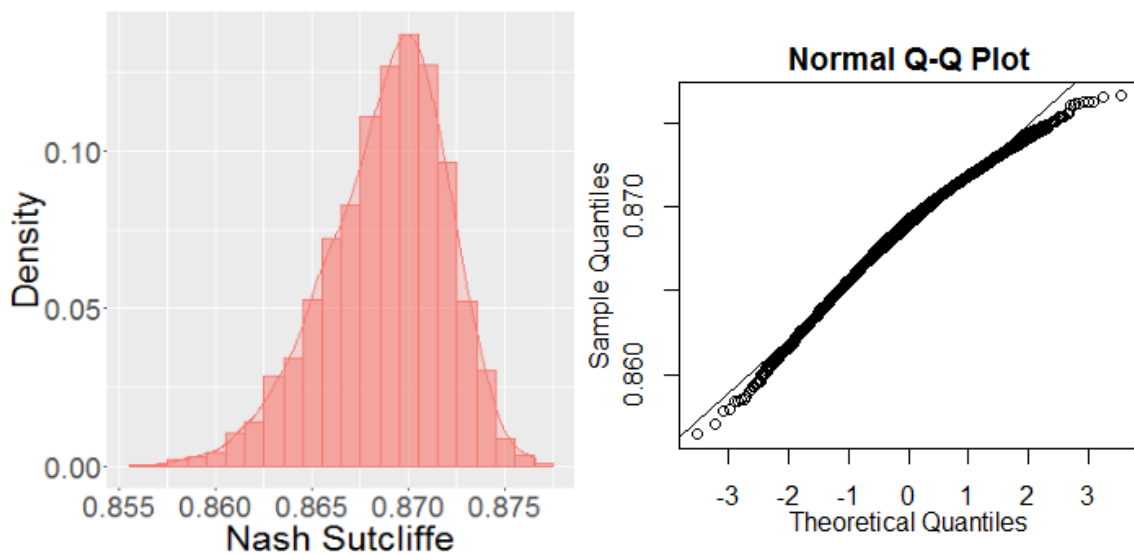 Density
0.10
0.05
0.00
0.855 0.860 0.865 0.870 0.875
Nash Sutcliffe
Normal Q-Q Plot
Sample Quantiles
0.870
0.860
-3 -2 -1 0 1 2 3
Theoretical Quantiles